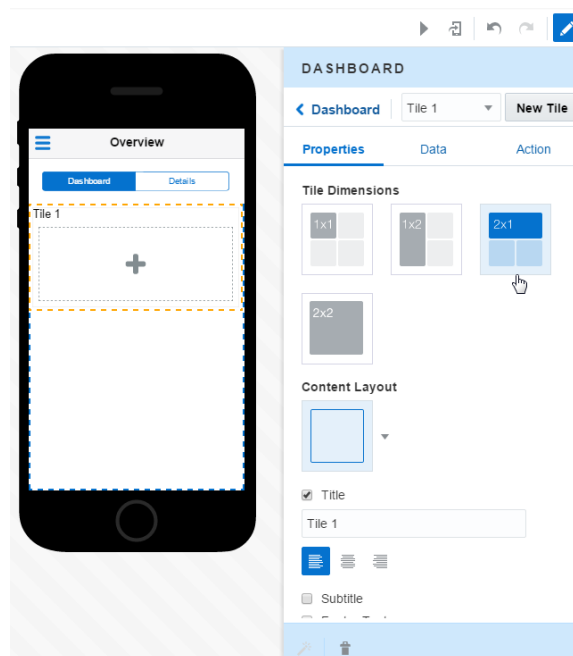 DASHBOARD
Dashboard
Tile 1
New Tile
Properties
Data
Action
Overview
Dashboard
Details
Tile 1
Tile Dimensions
1x1
1x2
2x1
2x2
Content Layout
Title
Tile 1
Subtitle